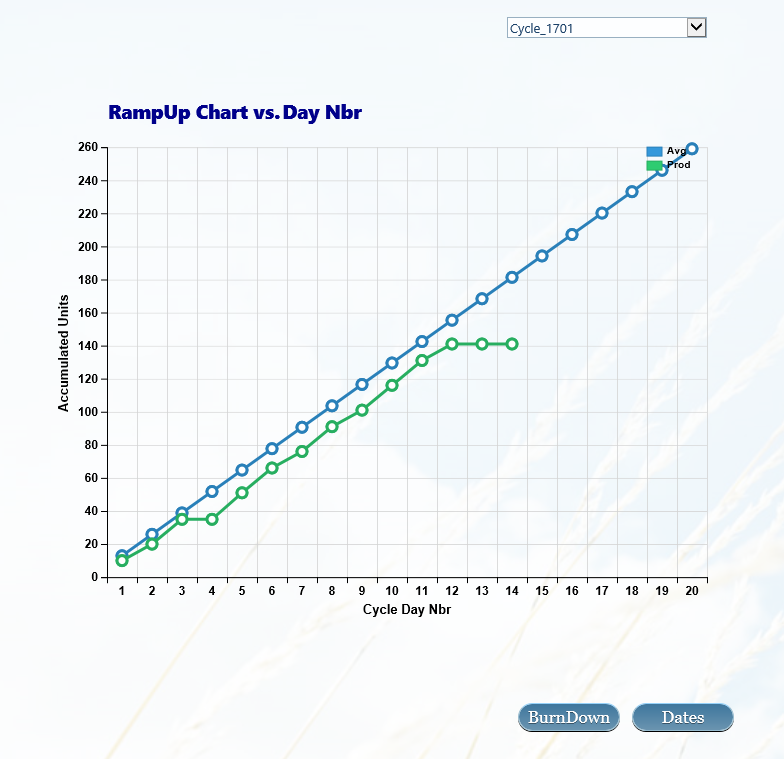 Cycle_1701
RampUp Chart vs. Day Nbr
Avg
Prod
260
240
220
200
180
160
140
120
100
80
60
40
20
0
Accumulated Units
1 2 3 4 5 6 7 8 9 10 11 12 13 14 15 16 17 18 19 20
Cycle Day Nbr
BurnDown Dates